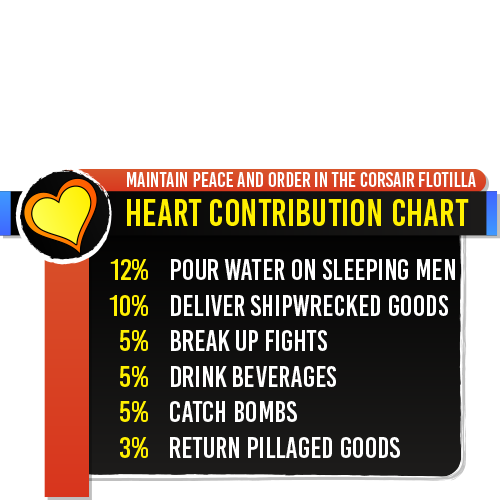 MAINTAIN PEACE AND ORDER IN THE CORSAIR FLOTILLA
HEART CONTRIBUTION CHART
12% POUR WATER ON SLEEPING MEN
10% DELIVER SHIPWRECKED GOODS
5% BREAK UP FIGHTS
5% DRINK BEVERAGES
5% CATCH BOMBS
3% RETURN PILLAGED GOODS